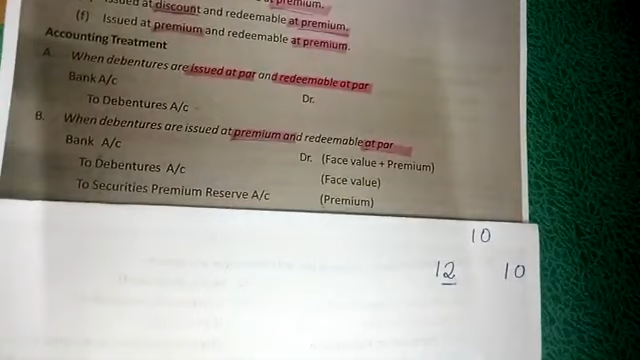 issued at discount and redeemable at premium.
(f) Issued at premium and redeemable at premium.
Accounting Treatment
A. When debentures are issued at par and redeemable at par
Bank A/c Dr.
To Debentures A/c
B. When debentures are issued at premium and redeemable at par
Bank A/c Dr. (Face value + Premium)
To Debentures A/c (Face value)
To Securities Premium Reserve A/c (Premium)
10
12 10